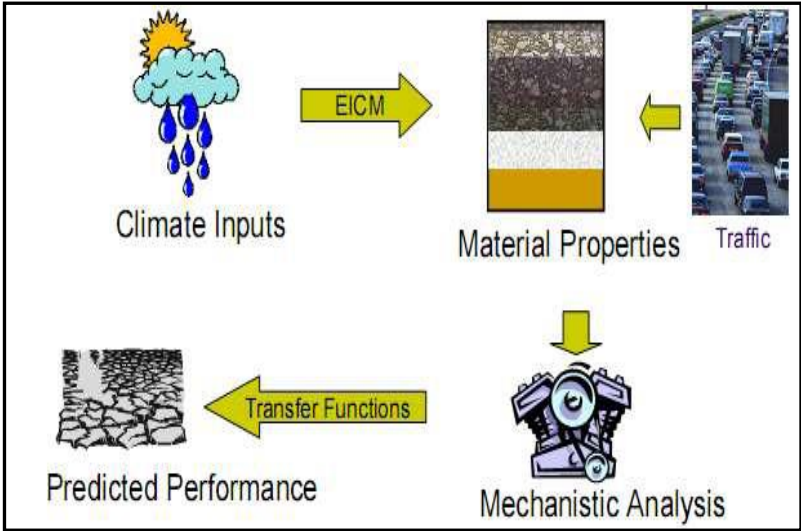 EICM
Climate Inputs
Material Properties
Traffic
Transfer Functions
Predicted Performance
Mechanistic Analysis